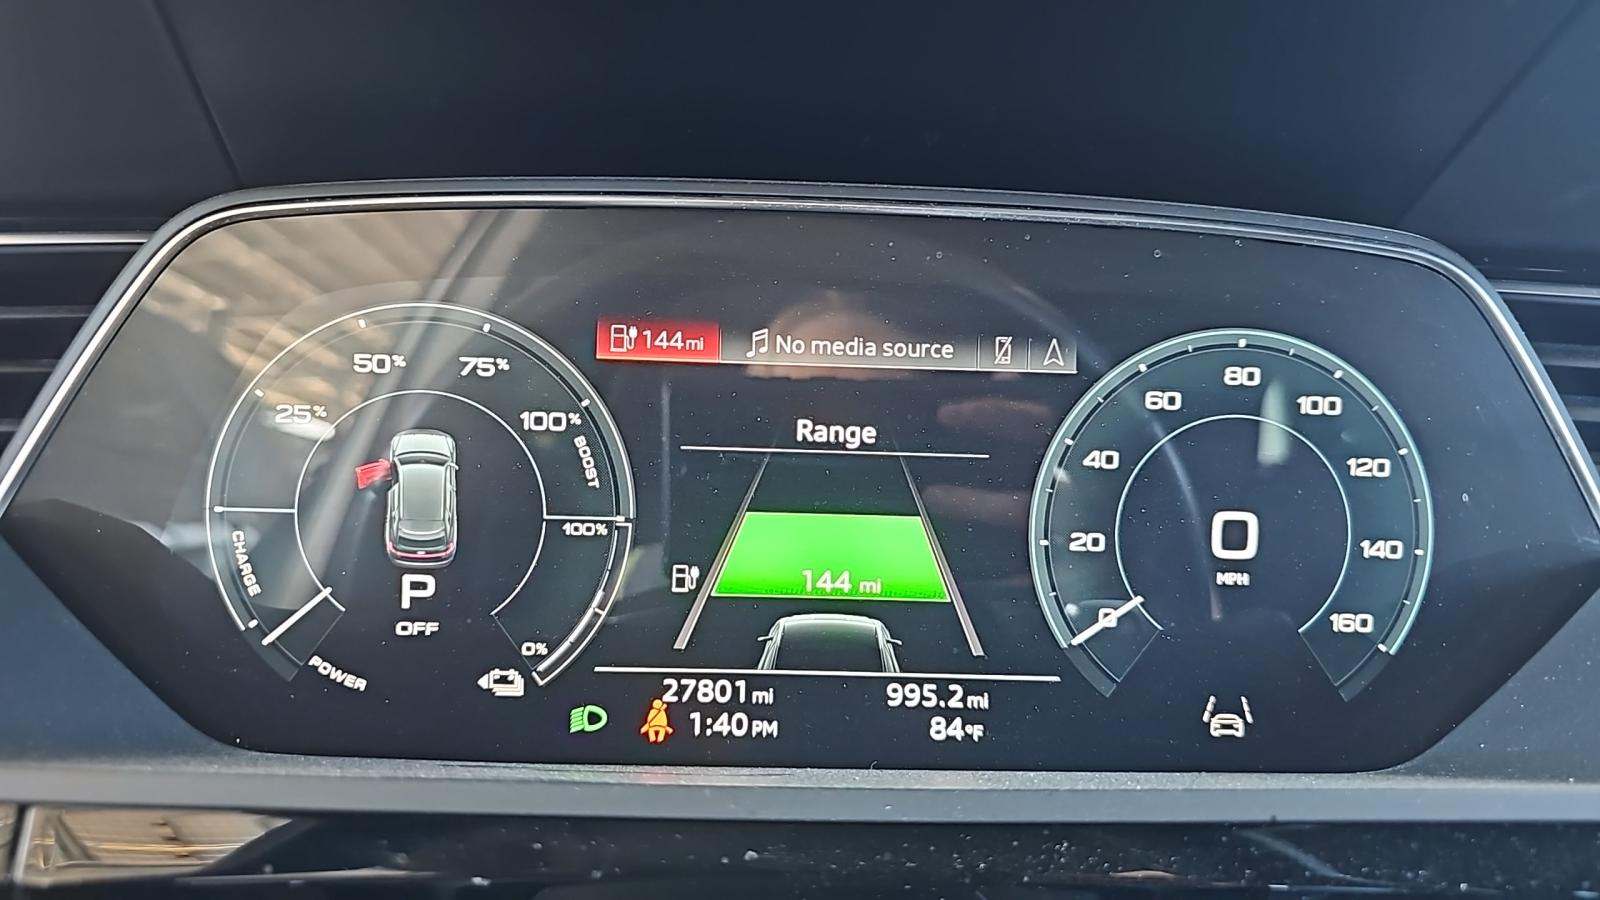 144 mi
No media source
50%
75%
25%
100%
BOOST
100%
CHARGE
P
OFF
POWER
0%
Range
144 mi
80
60
100
40
120
20
140
0
160
0
MPH
27801 mi
995.2 mi
1:40 PM
84°F